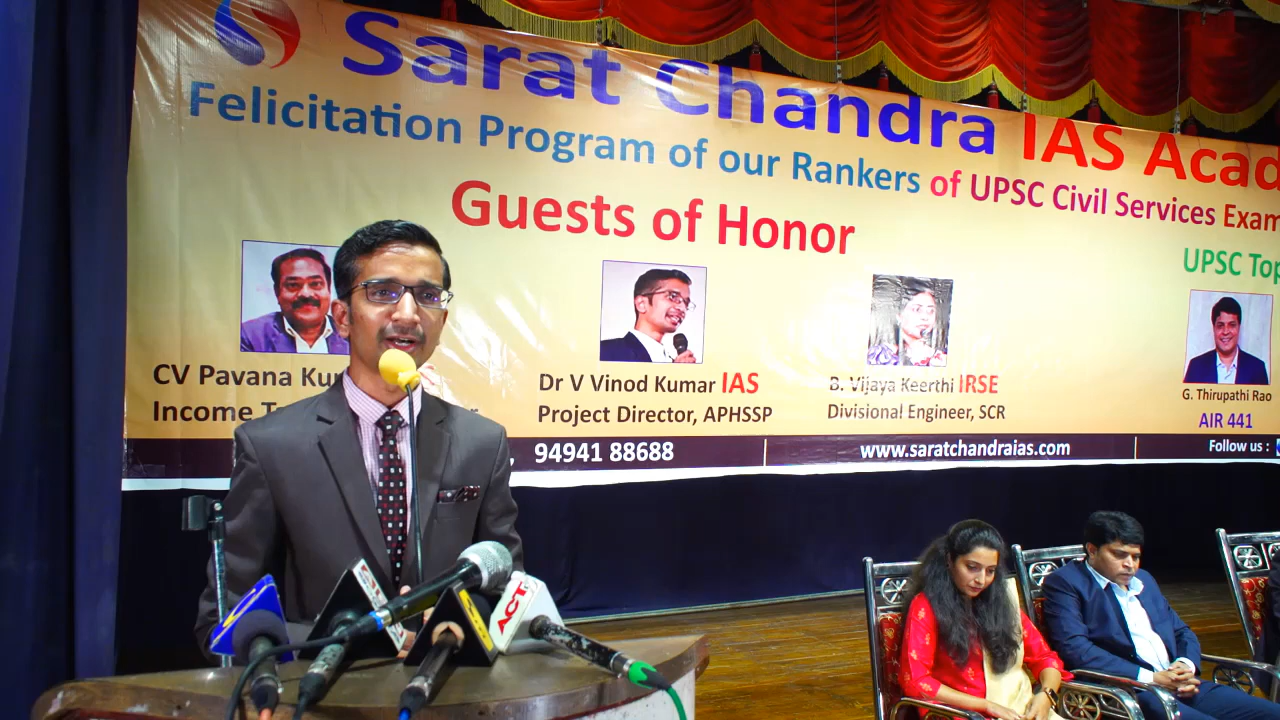 Sarat Chandra IAS Acad
Felicitation Program of our Rankers of UPSC Civil Services Exam
Guests of Honor
UPSC Top
CV Pavana Kur
Income T
Dr V Vinod Kumar IAS
Project Director, APHSSP
B. Vijaya Keerthi IRSE
Divisional Engineer, SCR
G. Thirupathi Rao
AIR 441
94941 88688
www.saratchandraias.com
Follow us :
ACT